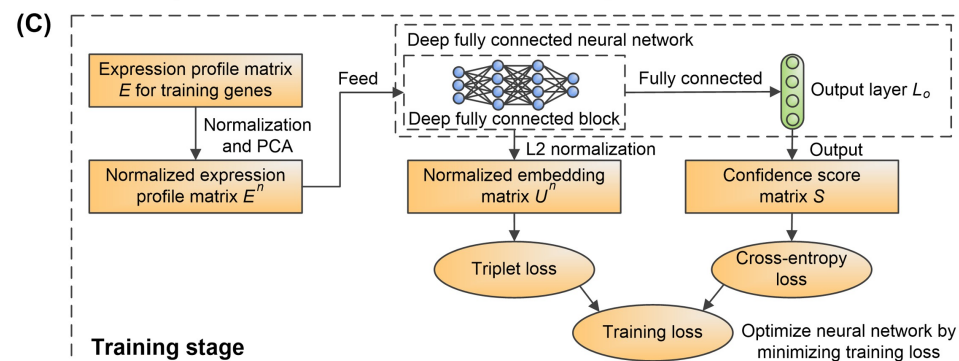 (C)
Expression profile matrix
E for training genes
Normalization
and PCA
Normalized expression
profile matrix Eⁿ
Feed
Deep fully connected neural network
Deep fully connected block
Fully connected
Output layer Lₒ
L2 normalization
Output
Normalized embedding
matrix Uⁿ
Confidence score
matrix S
Triplet loss
Cross-entropy
loss
Training loss
Optimize neural network by
minimizing training loss
Training stage